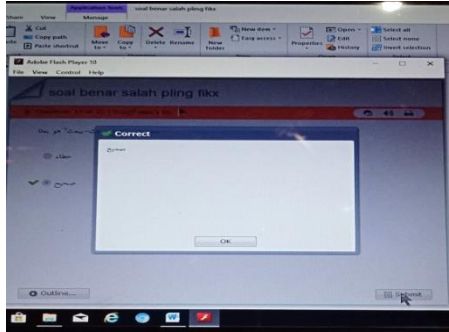 Application Tools
soal benar salah pling fikx
Share
View
Manage
Cut
Copy path
Paste shortcut
Move to
Copy to
Delete
Rename
New folder
New item
Easy access
Properties
Open
Edit
History
Select all
Select none
Invert selection
Adobe Flash Player 10
File View Control Help
soal benar salah pling fikx
Correct
OK
Outline...
Submit